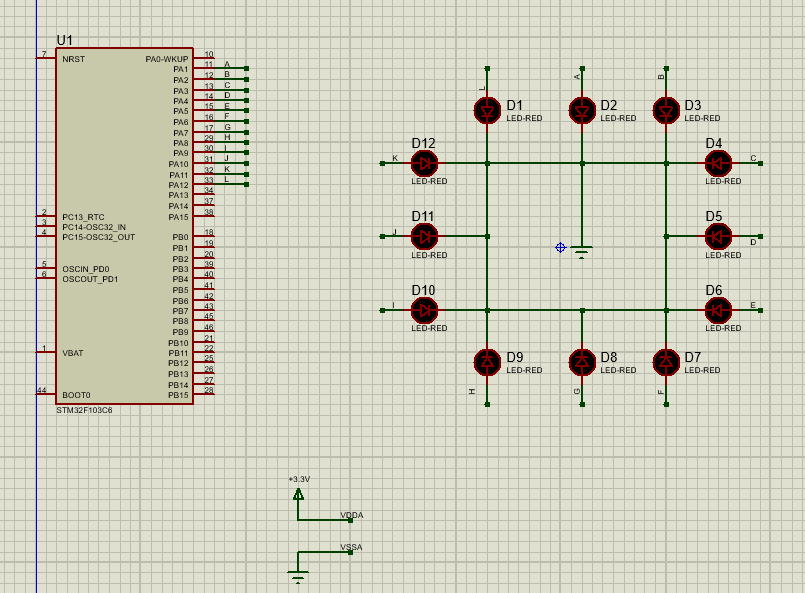 U1
7 NRST PA0-WKUP 10
PA1 11 A
PA2 12 B
PA3 13 C
PA4 14 D
PA5 15 E
PA6 16 F
PA7 17 G
PA8 29 H
PA9 30 I
PA10 31 J
PA11 32 K
PA12 33 L
PA13 34
PA14 37
2 PC13_RTC PA15 38
3 PC14-OSC32_IN
4 PC15-OSC32_OUT PB0 18
PB1 19
PB2 20
5 OSCIN_PD0 PB3 39
6 OSCOUT_PD1 PB4 40
PB5 41
PB6 42
PB7 43
PB8 45
PB9 46
PB10 21
1 VBAT PB11 22
PB12 25
PB13 26
PB14 27
44 BOOT0 PB15 28
STM32F103C6
L A B
D1 D2 D3
LED-RED LED-RED LED-RED
D12 D4
K C
LED-RED LED-RED
D11 D5
J D
LED-RED LED-RED
D10 D6
I E
LED-RED LED-RED
D9 D8 D7
LED-RED LED-RED LED-RED
H G F
+3.3V
VDDA
VSSA